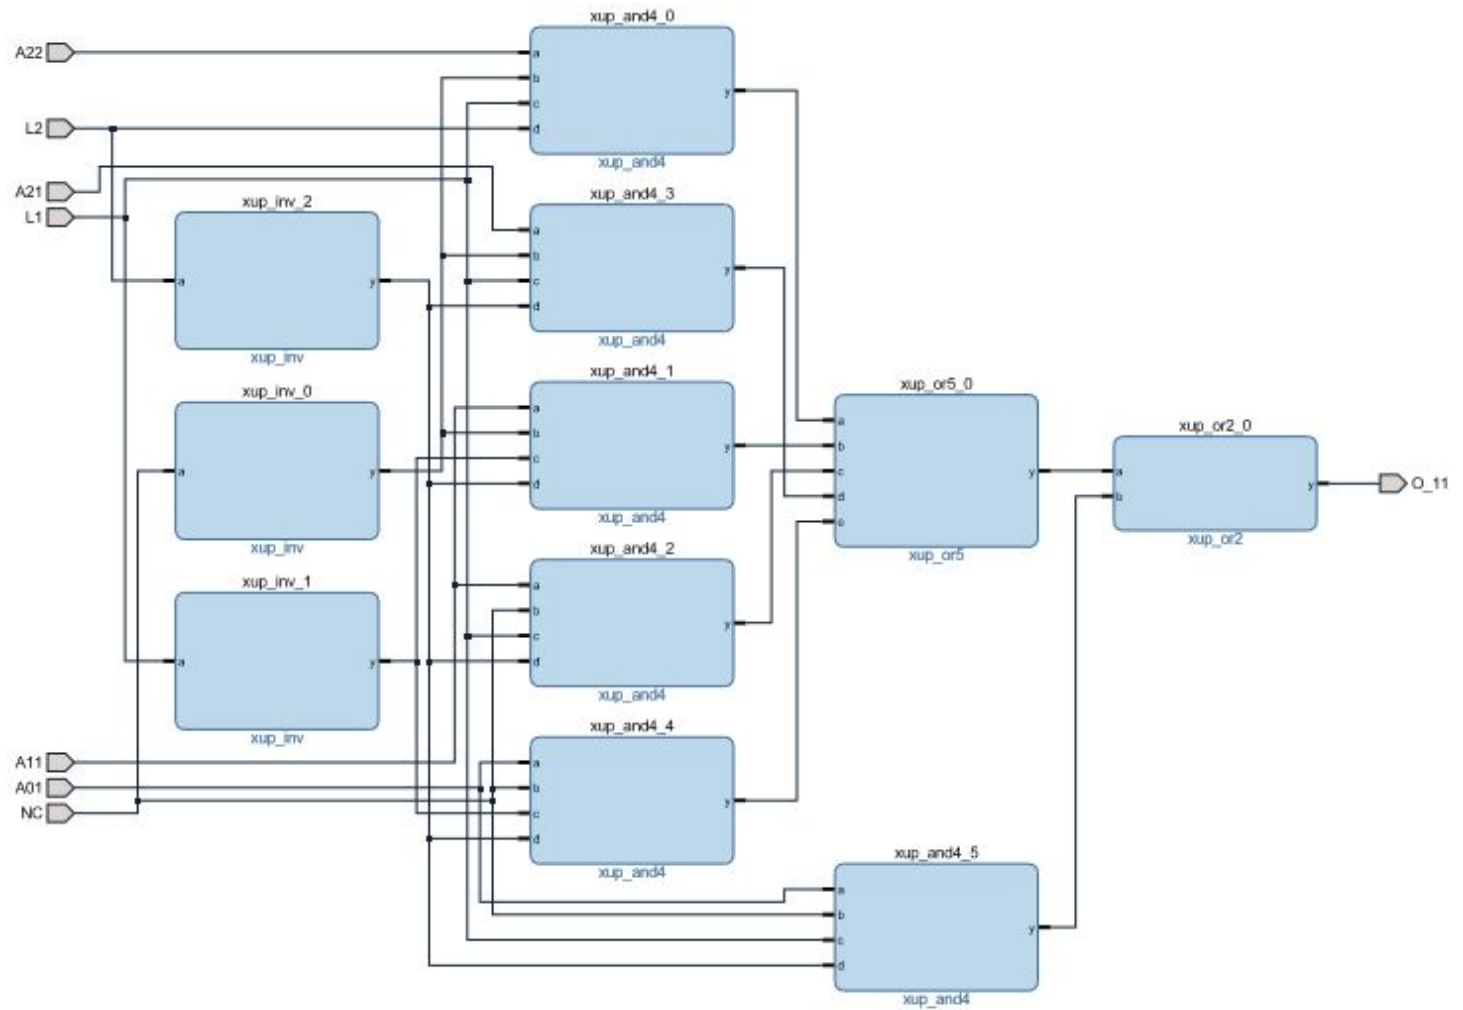 xup_and4_0
A22
a
b
c
d
y
xup_and4
L2
A21
L1
xup_inv_2
a
y
xup_inv
xup_and4_3
a
b
c
d
y
xup_and4
xup_inv_0
a
y
xup_inv
xup_and4_1
a
b
c
d
y
xup_and4
xup_or5_0
a
b
c
d
e
y
xup_or5
xup_or2_0
a
b
y
xup_or2
O_11
xup_inv_1
a
y
xup_inv
xup_and4_2
a
b
c
d
y
xup_and4
A11
A01
NC
xup_and4_4
a
b
c
d
y
xup_and4
xup_and4_5
a
b
c
d
y
xup_and4